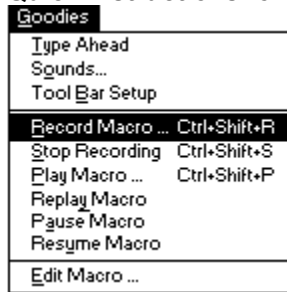 Goodies
Type Ahead
Sounds...
Tool Bar Setup
Record Macro ... Ctrl+Shift+R
Stop Recording Ctrl+Shift+S
Play Macro ... Ctrl+Shift+P
Replay Macro
Pause Macro
Resume Macro
Edit Macro ...